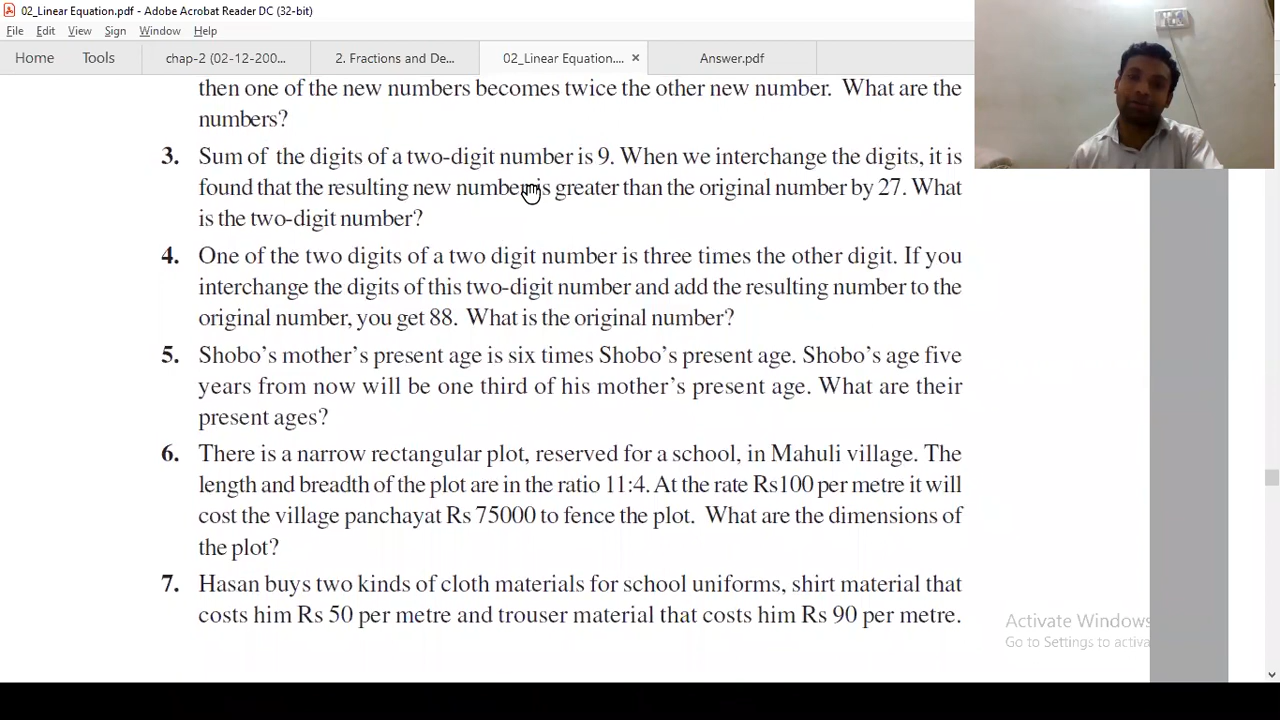 02_Linear Equation.pdf - Adobe Acrobat Reader DC (32-bit)
File Edit View Sign Window Help
Home Tools chap-2 (02-12-200... 2. Fractions and De... 02_Linear Equation.... × Answer.pdf
then one of the new numbers becomes twice the other new number. What are the
numbers?
3. Sum of the digits of a two-digit number is 9. When we interchange the digits, it is
found that the resulting new number is greater than the original number by 27. What
is the two-digit number?
4. One of the two digits of a two digit number is three times the other digit. If you
interchange the digits of this two-digit number and add the resulting number to the
original number, you get 88. What is the original number?
5. Shobo’s mother’s present age is six times Shobo’s present age. Shobo’s age five
years from now will be one third of his mother’s present age. What are their
present ages?
6. There is a narrow rectangular plot, reserved for a school, in Mahuli village. The
length and breadth of the plot are in the ratio 11:4. At the rate Rs100 per metre it will
cost the village panchayat Rs 75000 to fence the plot. What are the dimensions of
the plot?
7. Hasan buys two kinds of cloth materials for school uniforms, shirt material that
costs him Rs 50 per metre and trouser material that costs him Rs 90 per metre.
Activate Windows
Go to Settings to activa